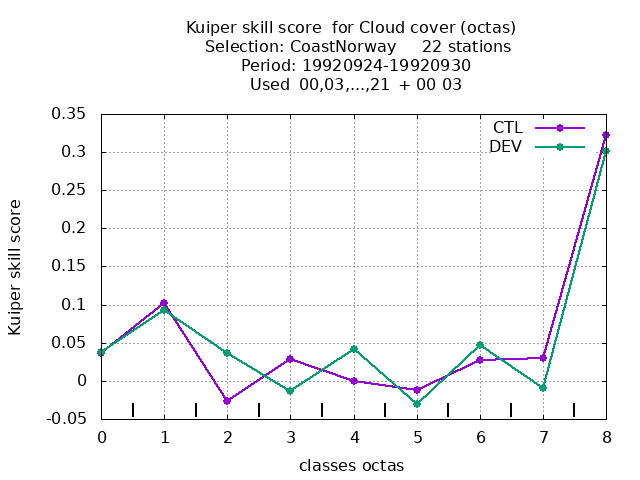 Kuiper skill score  for Cloud cover (octas)
Selection: CoastNorway     22 stations
Period: 19920924-19920930
Used  00,03,...,21  + 00 03
CTL
DEV
0.35
0.3
0.25
0.2
0.15
0.1
0.05
0
-0.05
Kuiper skill score
0 1 2 3 4 5 6 7 8
classes octas